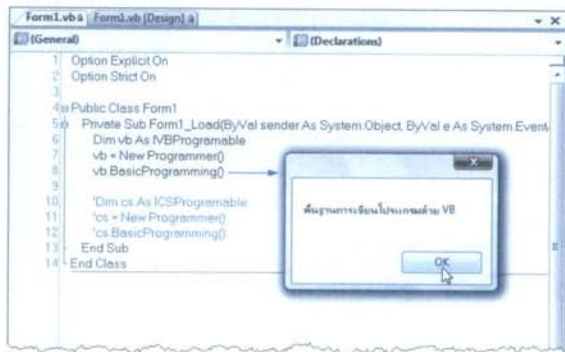 Form1.vb Form1.vb [Design]
(General) (Declarations)
1 Option Explicit On
2 Option Strict On
3
4 Public Class Form1
5 Private Sub Form1_Load(ByVal sender As System.Object, ByVal e As System.Event
6 Dim vb As IVBProgramable
7 vb = New Programmer()
8 vb.BasicProgramming()
9
10 'Dim cs As ICSProgramable
11 'cs = New Programmer()
12 'cs.BasicProgramming()
13 End Sub
14 End Class
พื้นฐานการเขียนโปรแกรมด้วย VB
OK